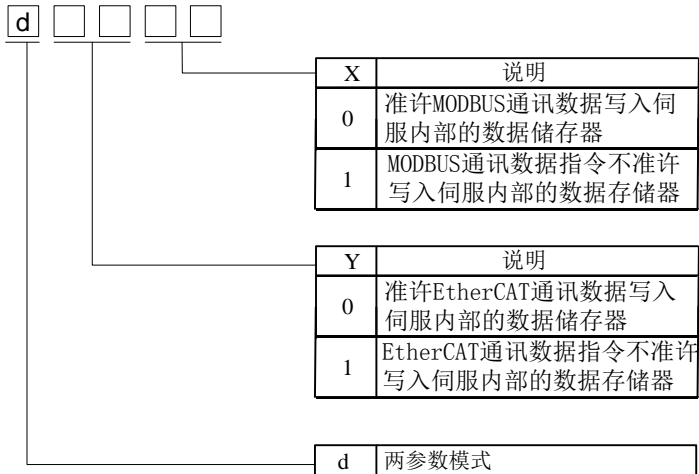 d
X 说明
0 准许MODBUS通讯数据写入伺
服内部的数据储存器
1 MODBUS通讯数据指令不准许
写入伺服内部的数据存储器
Y 说明
0 准许EtherCAT通讯数据写入
伺服内部的数据储存器
1 EtherCAT通讯数据指令不准许
写入伺服内部的数据存储器
d 两参数模式